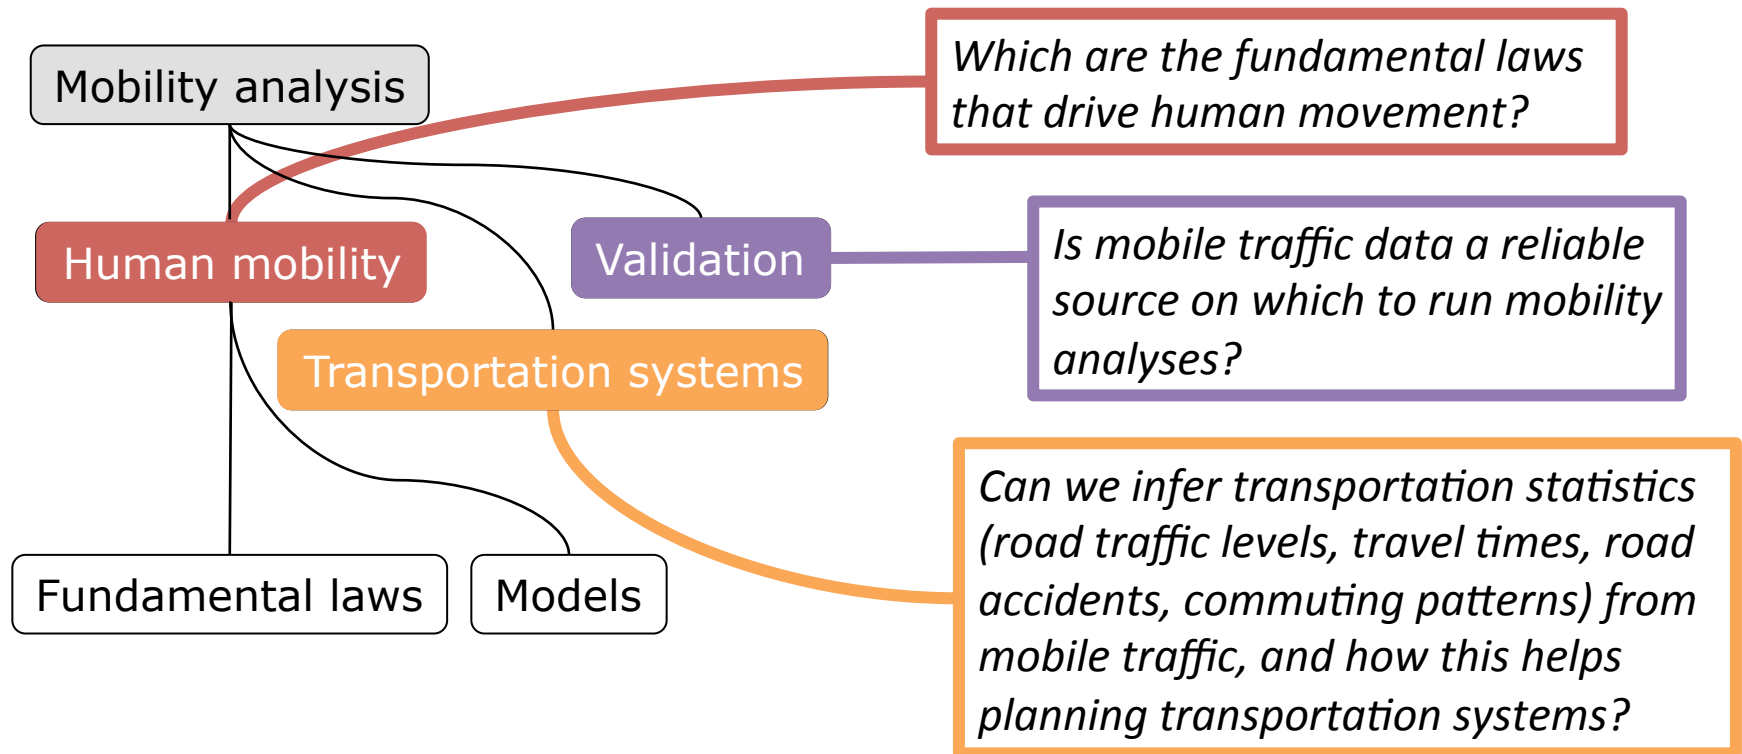 Mobility analysis
Which are the fundamental laws
that drive human movement?
Human mobility
Validation
Is mobile traffic data a reliable
source on which to run mobility
analyses?
Transportation systems
Can we infer transportation statistics
(road traffic levels, travel times, road
accidents, commuting patterns) from
mobile traffic, and how this helps
planning transportation systems?
Fundamental laws
Models